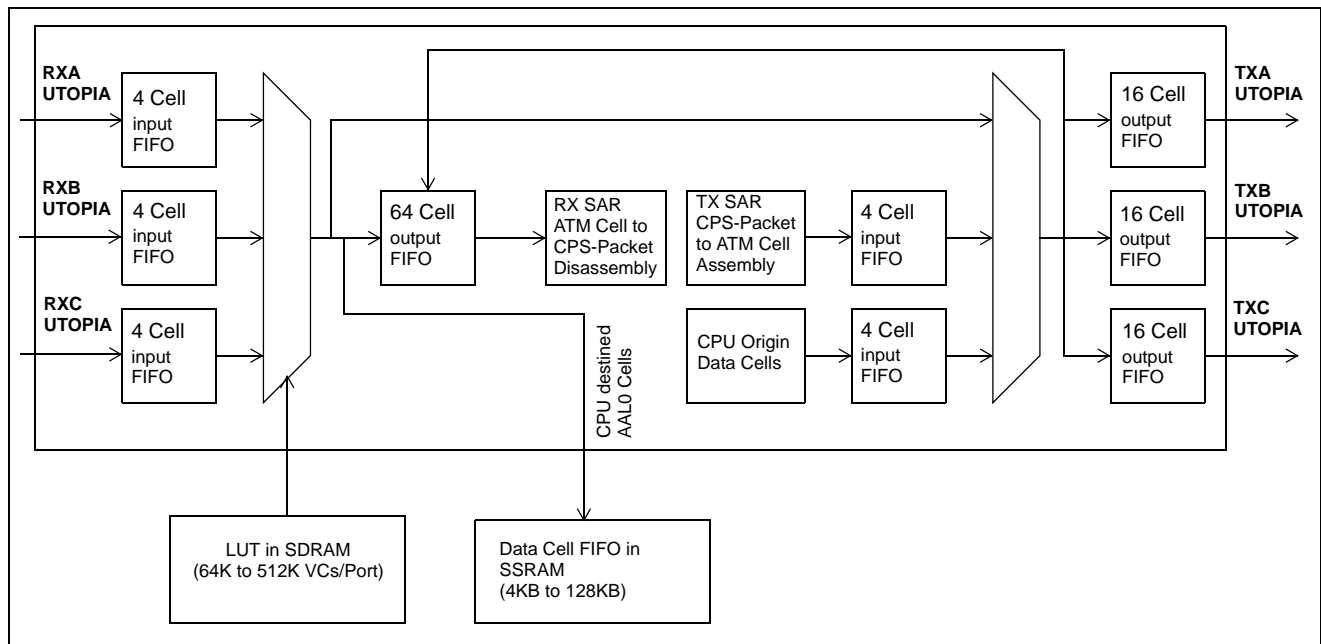 RXA
UTOPIA
4 Cell
input
FIFO
RXB
UTOPIA
4 Cell
input
FIFO
RXC
UTOPIA
4 Cell
input
FIFO
64 Cell
output
FIFO
RX SAR
ATM Cell to
CPS-Packet
Disassembly
TX SAR
CPS-Packet
to ATM Cell
Assembly
4 Cell
input
FIFO
CPU Origin
Data Cells
4 Cell
input
FIFO
16 Cell
output
FIFO
TXA
UTOPIA
16 Cell
output
FIFO
TXB
UTOPIA
16 Cell
output
FIFO
TXC
UTOPIA
CPU destined
AAL0 Cells
LUT in SDRAM
(64K to 512K VCs/Port)
Data Cell FIFO in
SSRAM
(4KB to 128KB)